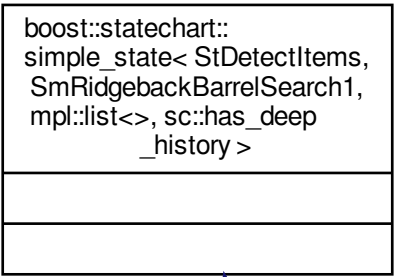 boost::statechart::
simple_state< StDetectItems,
SmRidgebackBarrelSearch1,
mpl::list<>, sc::has_deep
_history >